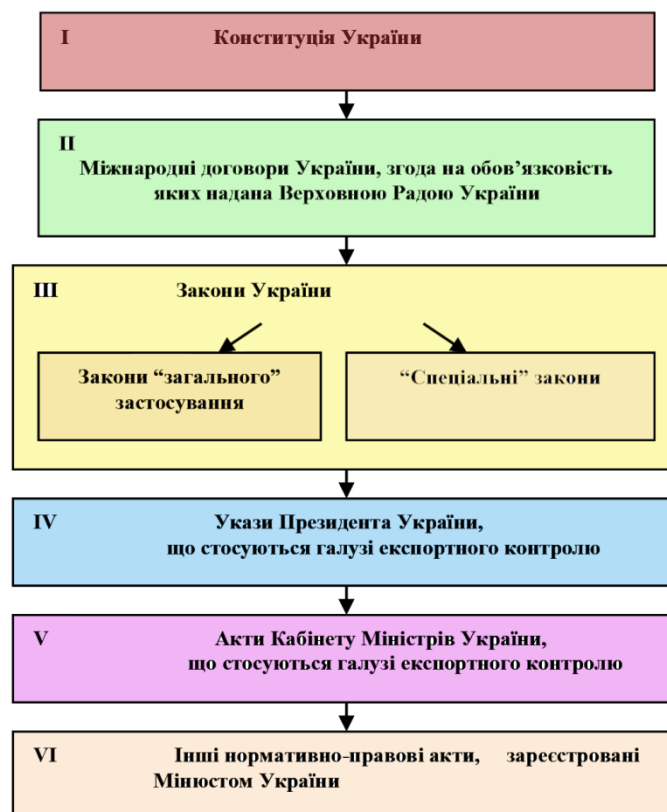 I Конституція України
II
Міжнародні договори України, згода на обов’язковість
яких надана Верховною Радою України
III Закони України
Закони “загального”
застосування
“Спеціальні” закони
IV Укази Президента України,
що стосуються галузі експортного контролю
V Акти Кабінету Міністрів України,
що стосуються галузі експортного контролю
VI Інші нормативно-правові акти, зареєстровані
Мінюстом України